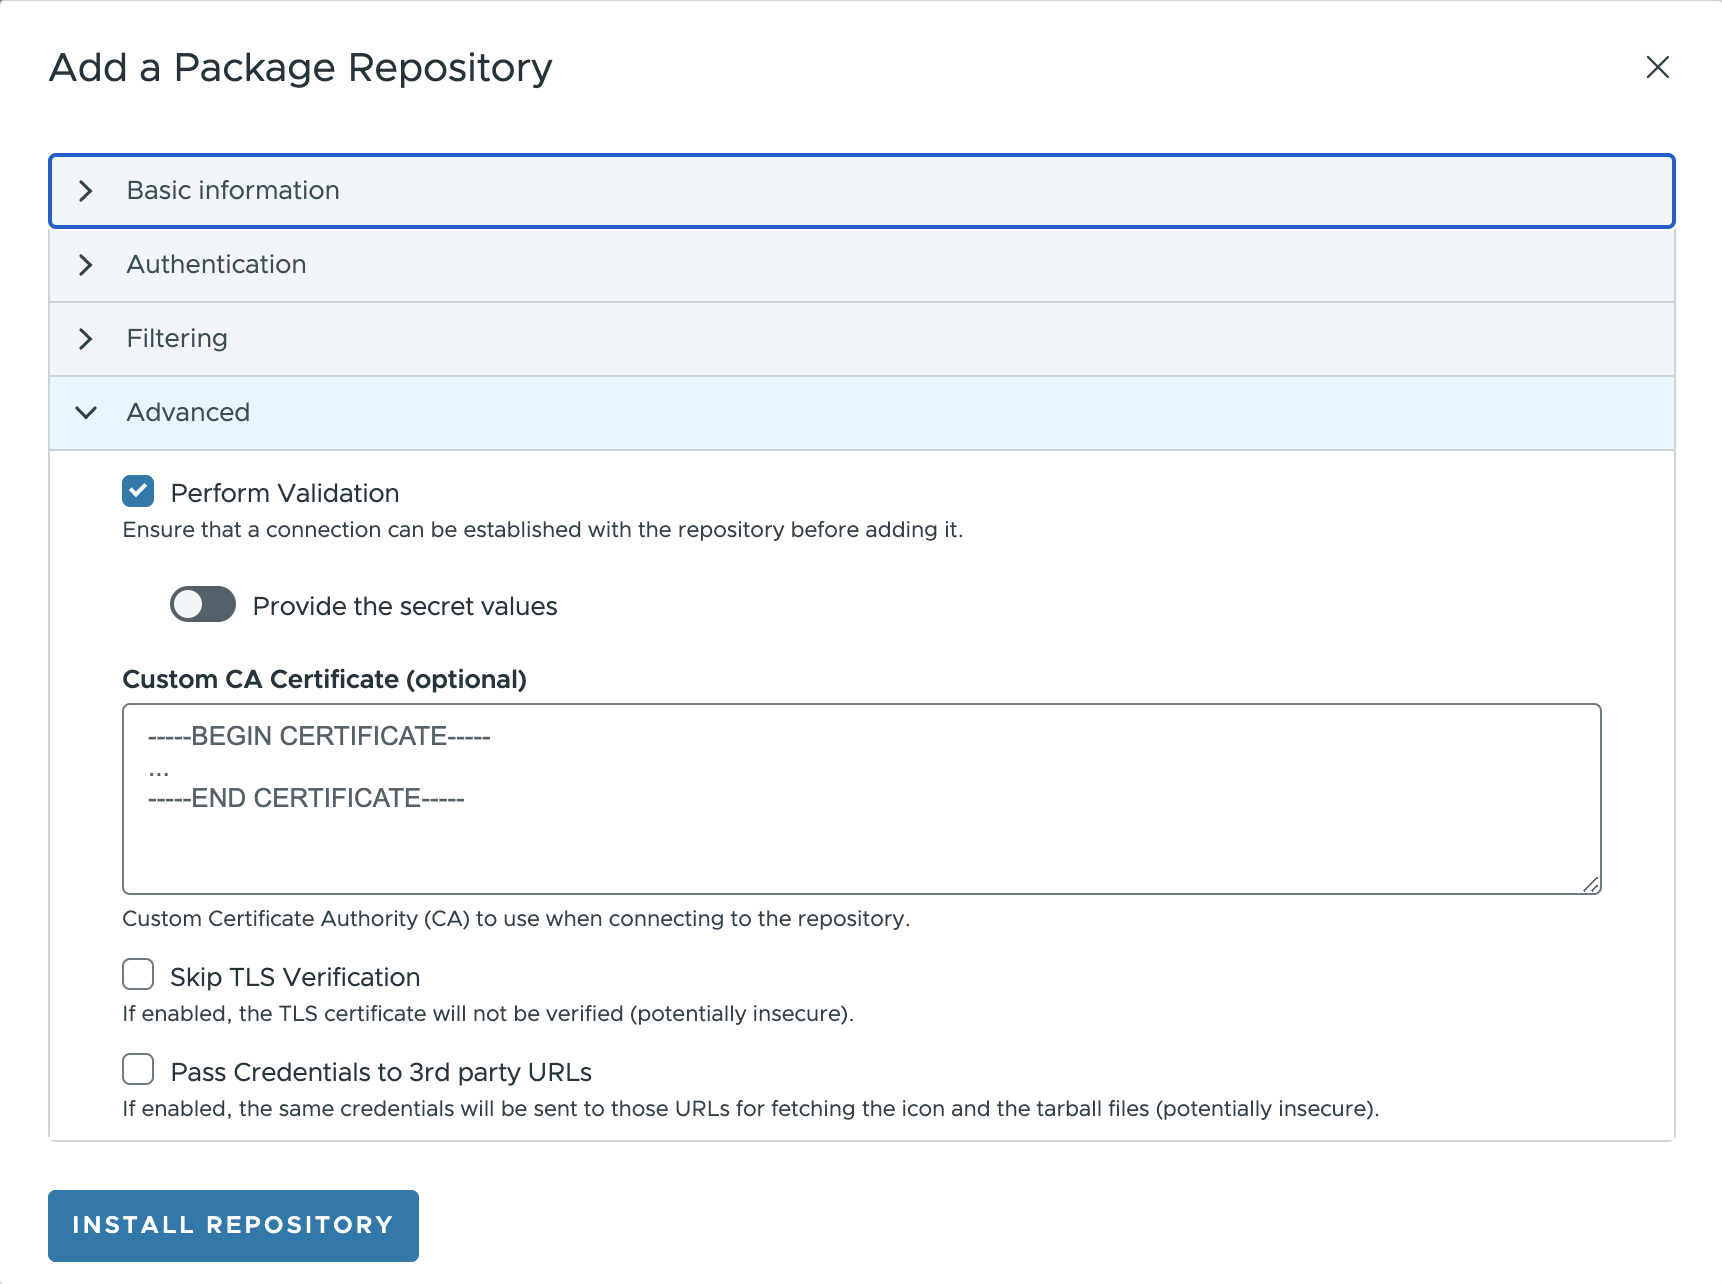 Add a Package Repository
Basic information
Authentication
Filtering
Advanced
Perform Validation
Ensure that a connection can be established with the repository before adding it.
Provide the secret values
Custom CA Certificate (optional)
-----BEGIN CERTIFICATE-----
...
-----END CERTIFICATE-----
Custom Certificate Authority (CA) to use when connecting to the repository.
Skip TLS Verification
If enabled, the TLS certificate will not be verified (potentially insecure).
Pass Credentials to 3rd party URLs
If enabled, the same credentials will be sent to those URLs for fetching the icon and the tarball files (potentially insecure).
INSTALL REPOSITORY